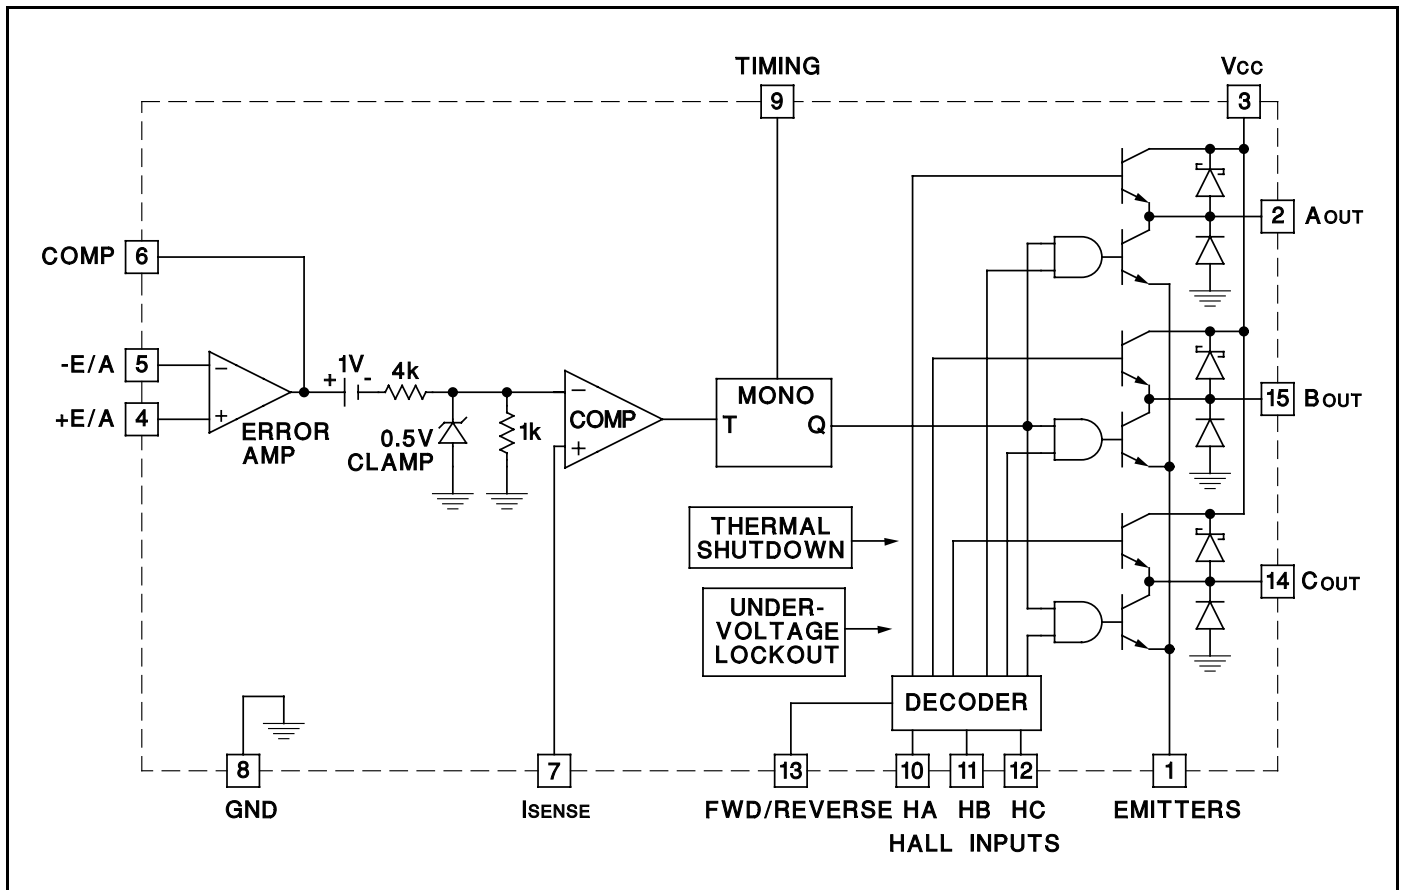 TIMING
VCC
9
3
2 AOUT
COMP 6
-E/A 5
+E/A 4
−
+
ERROR
AMP
+ 1V -
4k
0.5V
CLAMP
1k
−
COMP
+
MONO
T Q
15 BOUT
THERMAL
SHUTDOWN
14 COUT
UNDER-
VOLTAGE
LOCKOUT
DECODER
8
7
13
10
11
12
1
GND
ISENSE
FWD/REVERSE
HA HB HC
EMITTERS
HALL INPUTS